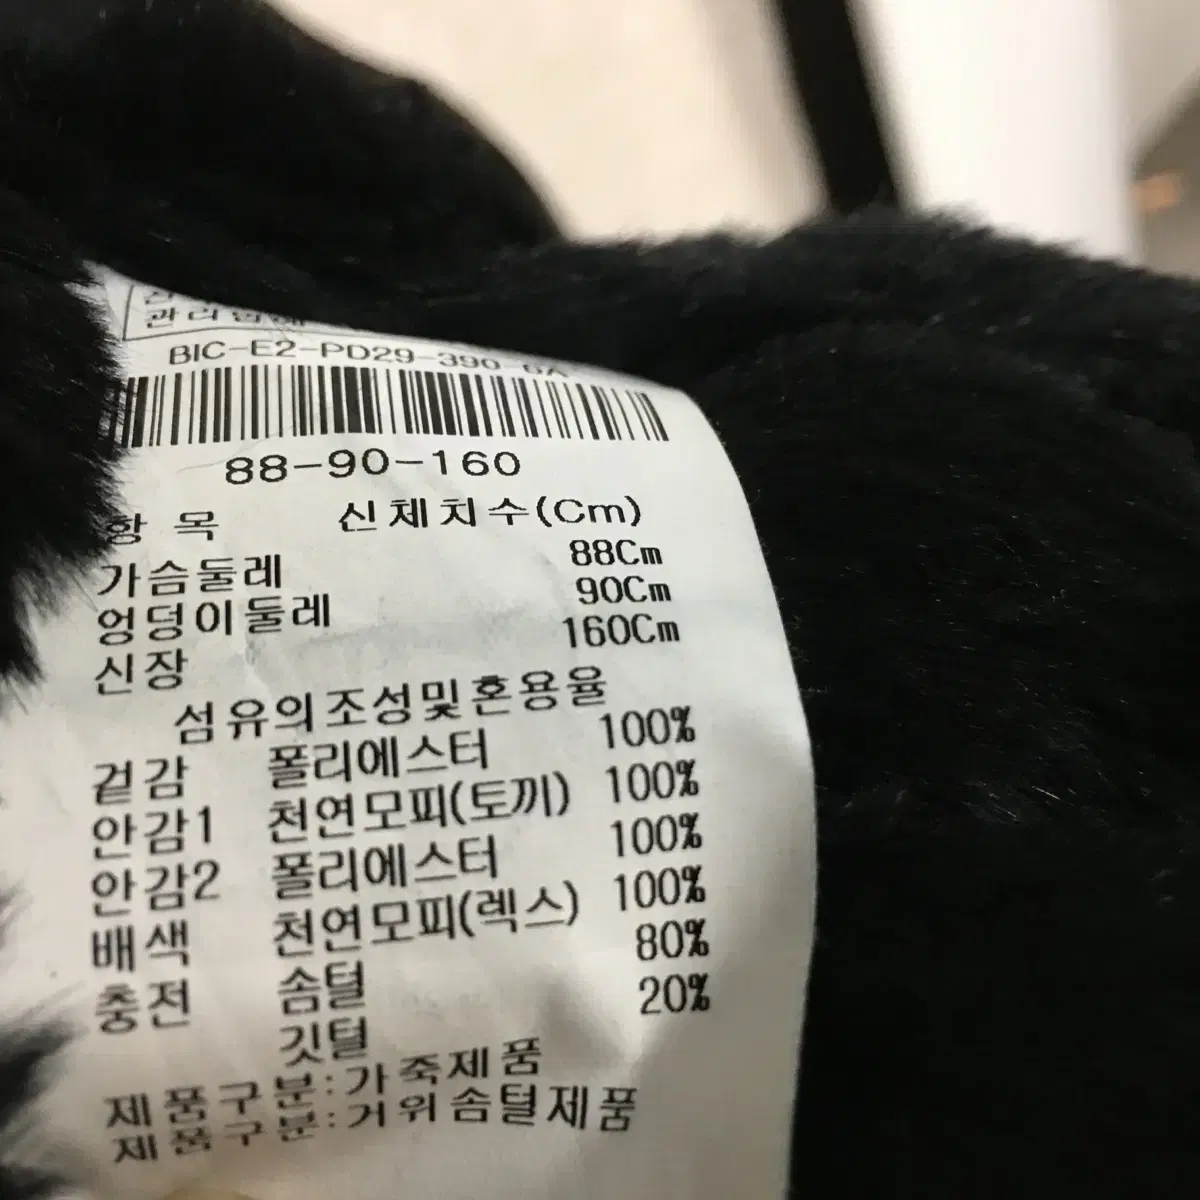 BIC-E2-PD29-390-6A
88-90-160
항 목 신체치수(Cm)
가슴둘레 88Cm
엉덩이둘레 90Cm
신장 160Cm
섬유의조성및혼용율
겉감 폴리에스터 100%
안감1 천연모피(토끼) 100%
안감2 폴리에스터 100%
배색 천연모피(렉스) 100%
충전 솜털 80%
깃털 20%
제품구분:가죽제품
제품구분:거위솜털제품